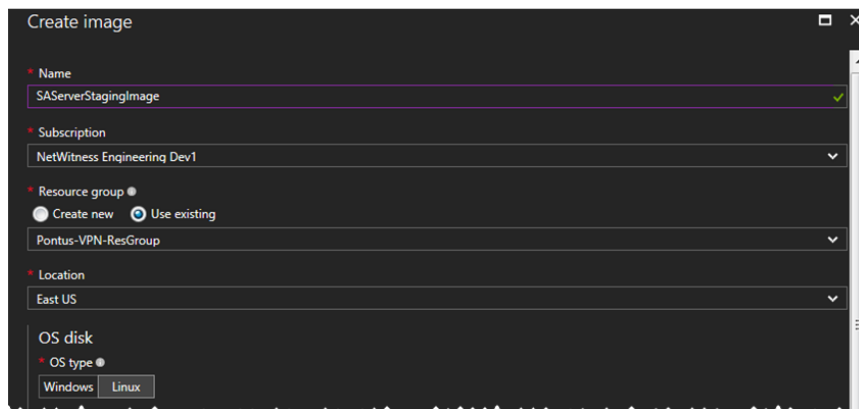 Create image
* Name
SAServerStagingImage
* Subscription
NetWitness Engineering Dev1
* Resource group
Create new Use existing
Pontus-VPN-ResGroup
* Location
East US
OS disk
* OS type
Windows Linux